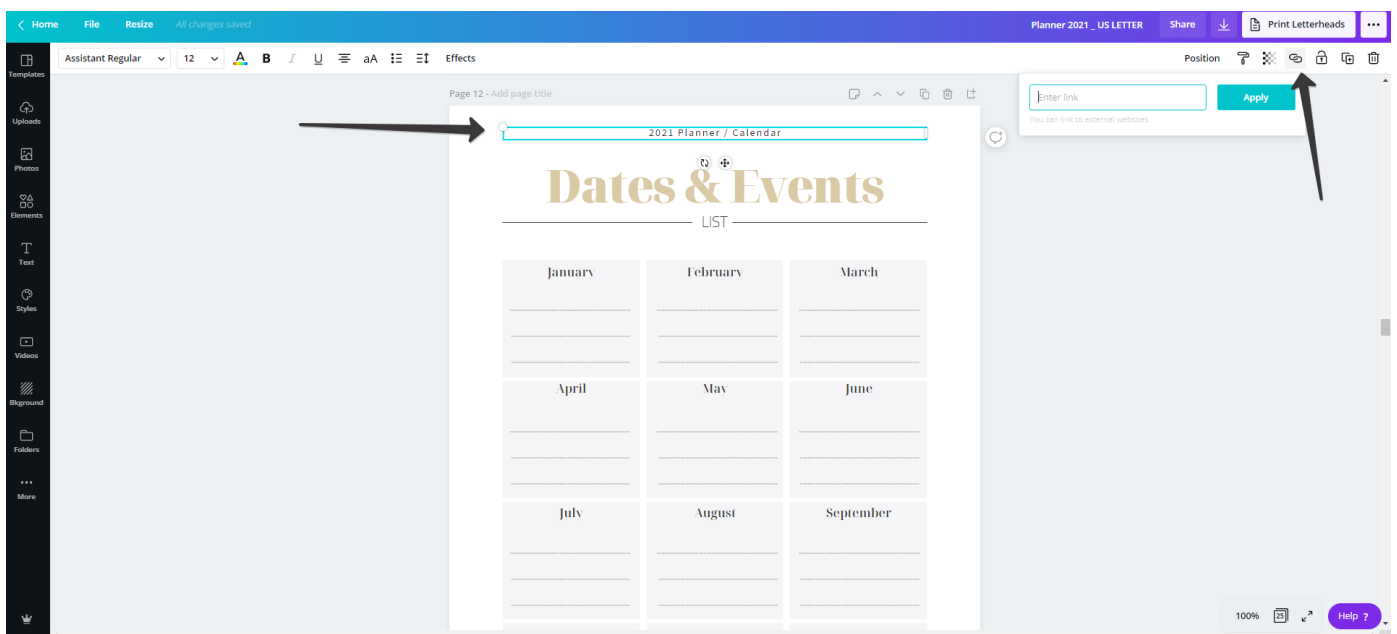 Home File Resize All changes saved Planner 2021 _ US LETTER Share Print Letterheads
Assistant Regular 12 A B I U aA Effects Position
Templates
Uploads
Photos
Elements
Text
Styles
Videos
Bkground
Folders
More
Page 12 - Add page title
Enter link Apply
You can link to external websites.
2021 Planner / Calendar
Dates & Events
LIST
January February March
April May June
July August September
100% 25 Help ?